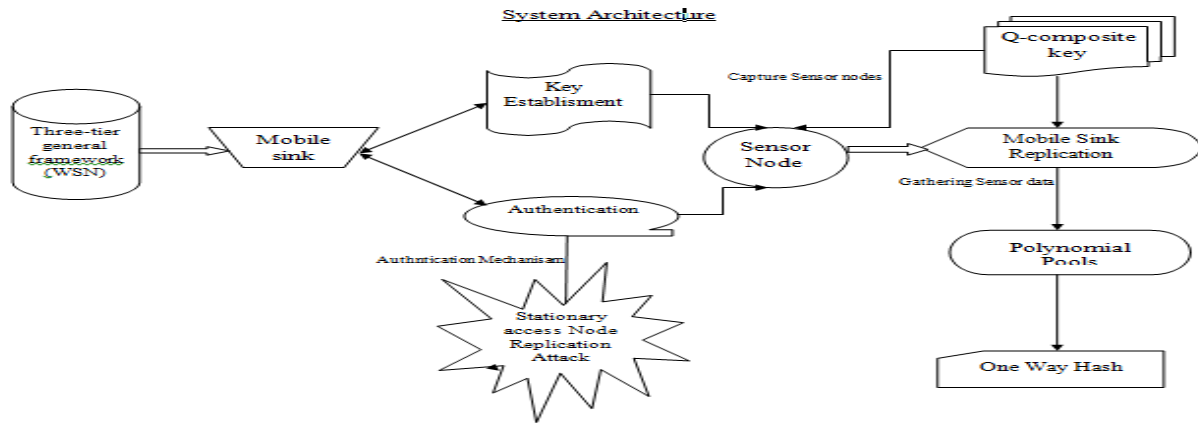 System Architecture
Q-composite
key
Capture Sensor nodes
Key
Establisment
Three-tier
general
framework
(WSN)
Mobile
sink
Sensor
Node
Mobile Sink
Replication
Gathering Sensor data
Authentication
Authntication Mechanisam
Polynomial
Pools
Stationary
access Node
Replication
Attack
One Way Hash